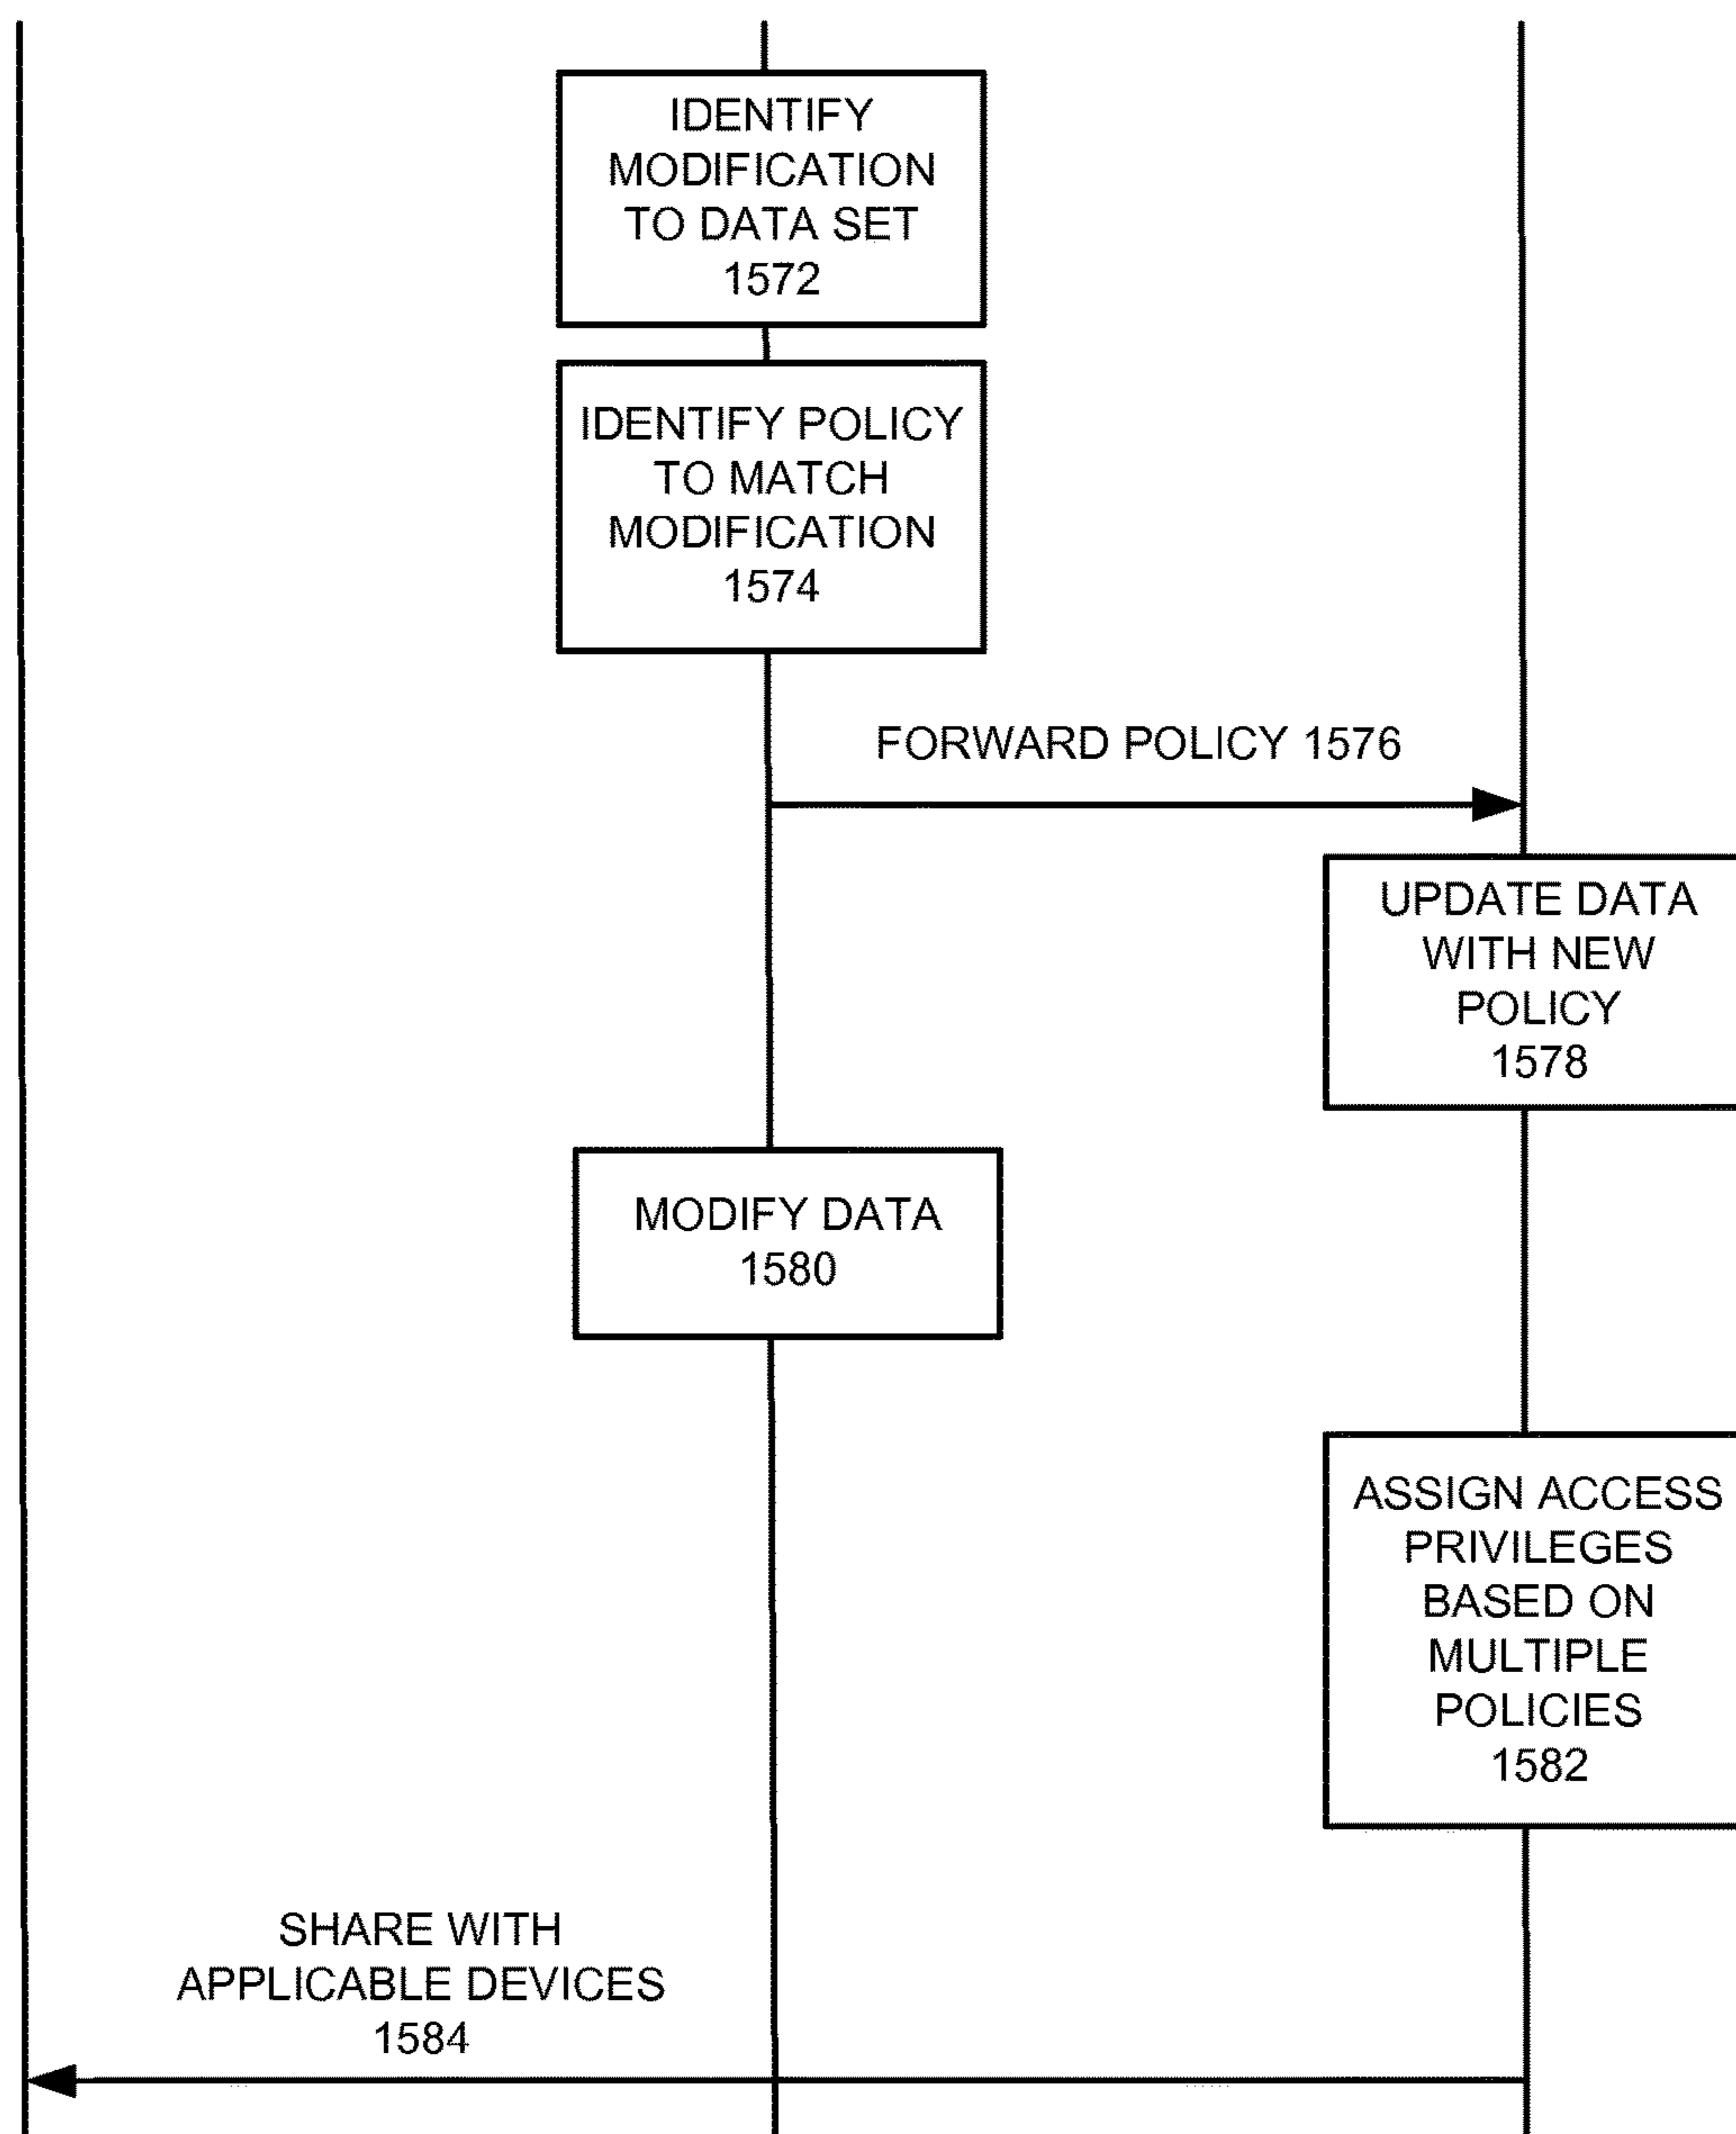 IDENTIFY
MODIFICATION
TO DATA SET
1572
IDENTIFY POLICY
TO MATCH
MODIFICATION
1574
FORWARD POLICY 1576
UPDATE DATA
WITH NEW
POLICY
1578
MODIFY DATA
1580
ASSIGN ACCESS
PRIVILEGES
BASED ON
MULTIPLE
POLICIES
1582
SHARE WITH
APPLICABLE DEVICES
1584